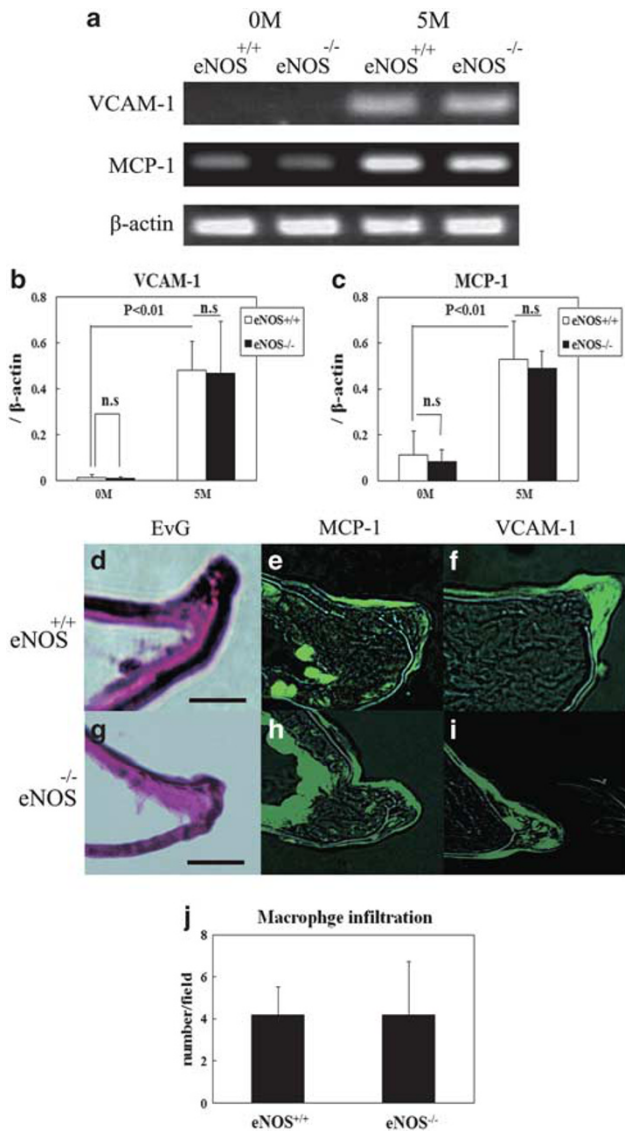 a
0M 5M
eNOS+/+ eNOS-/- eNOS+/+ eNOS-/-
VCAM-1
MCP-1
β-actin
b
VCAM-1
0.8
0.6
0.4
0.2
0
/ β-actin
P<0.01
n.s
n.s
eNOS+/+
eNOS-/-
0M 5M
c
MCP-1
0.8
0.6
0.4
0.2
0
/ β-actin
P<0.01
n.s
n.s
eNOS+/+
eNOS-/-
0M 5M
EvG MCP-1 VCAM-1
d e f
eNOS+/+
g h i
eNOS-/-
j
Macrophge infiltration
8
6
4
2
0
number/field
eNOS+/+ eNOS-/-